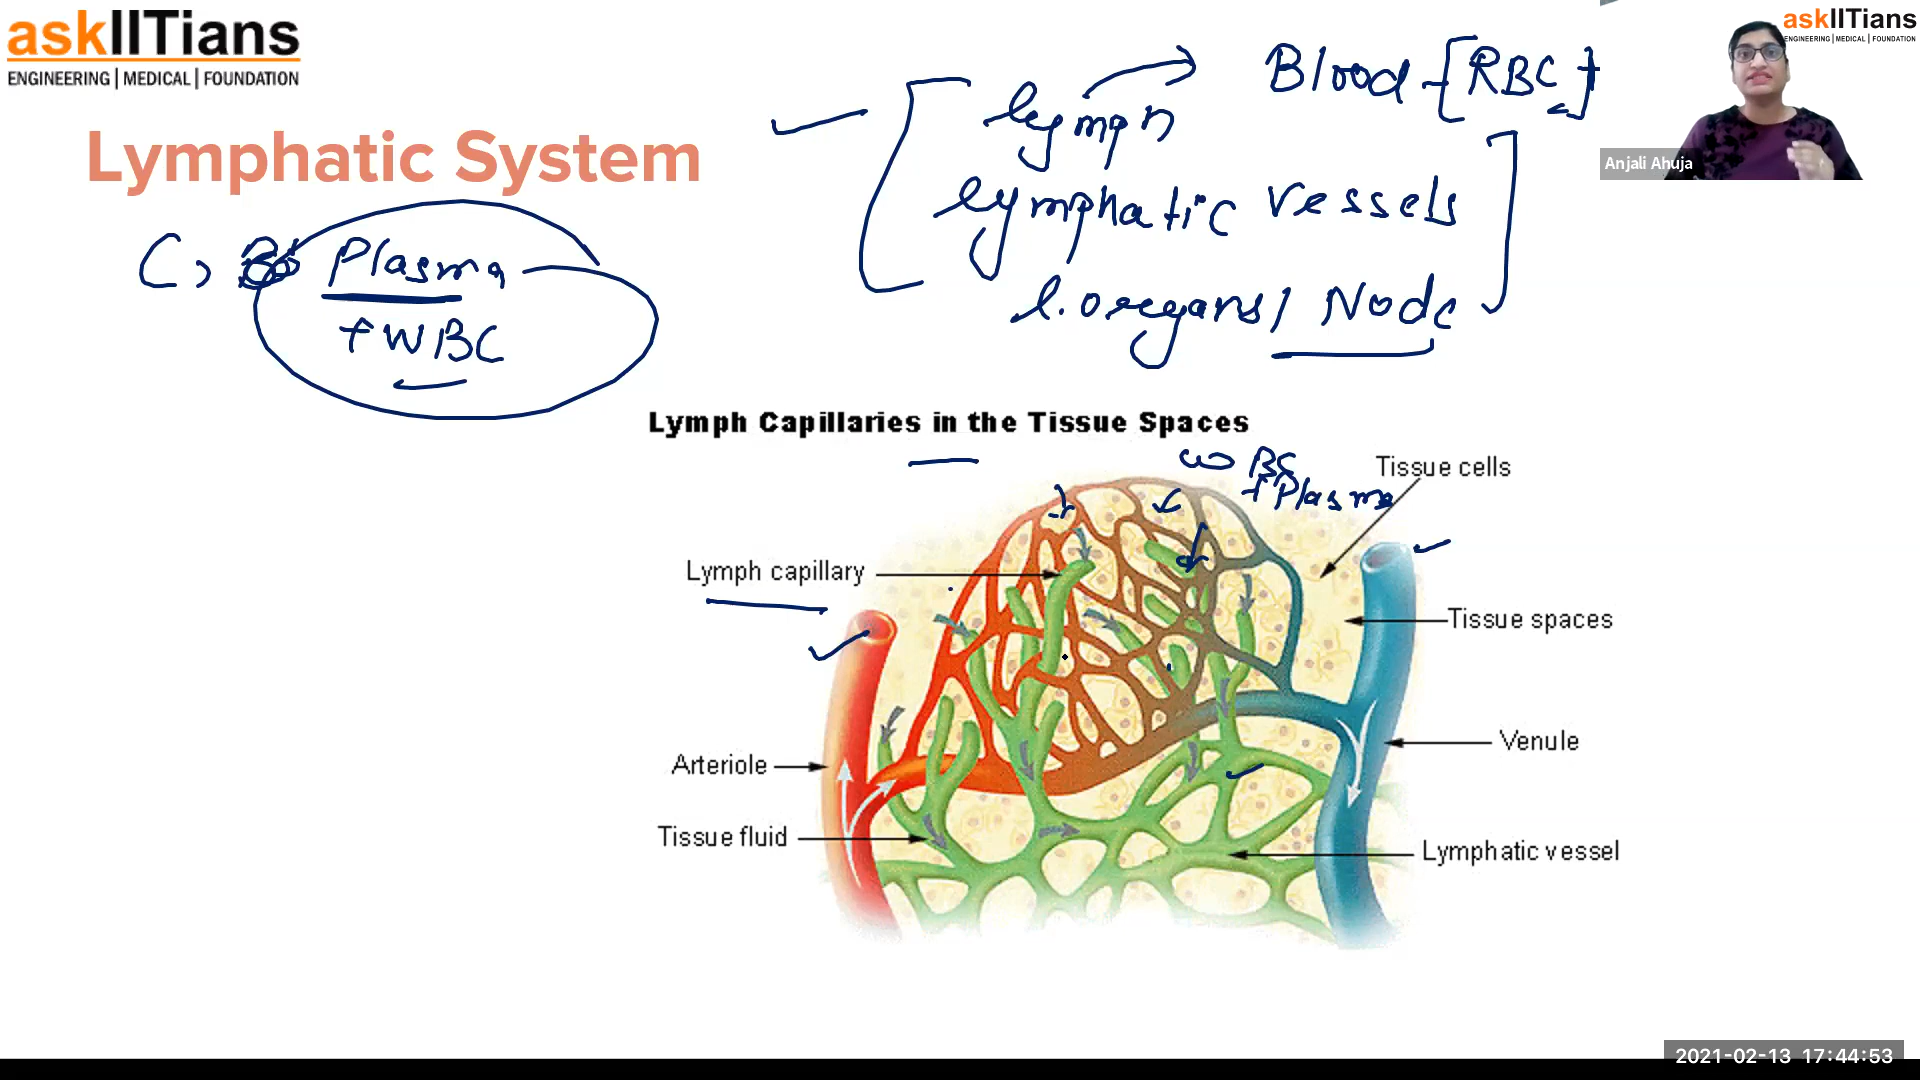 askIITians
ENGINEERING | MEDICAL | FOUNDATION
askIITians
ENGINEERING | MEDICAL | FOUNDATION
Anjali Ahuja
Lymphatic System
lymph
Blood - [RBC]
lymphatic vessels
l. organs / Node
Plasma
+ WBC
Lymph Capillaries in the Tissue Spaces
BC
+ Plasma
Tissue cells
Lymph capillary
Tissue spaces
Arteriole
Venule
Tissue fluid
Lymphatic vessel
2021-02-13 17:44:53